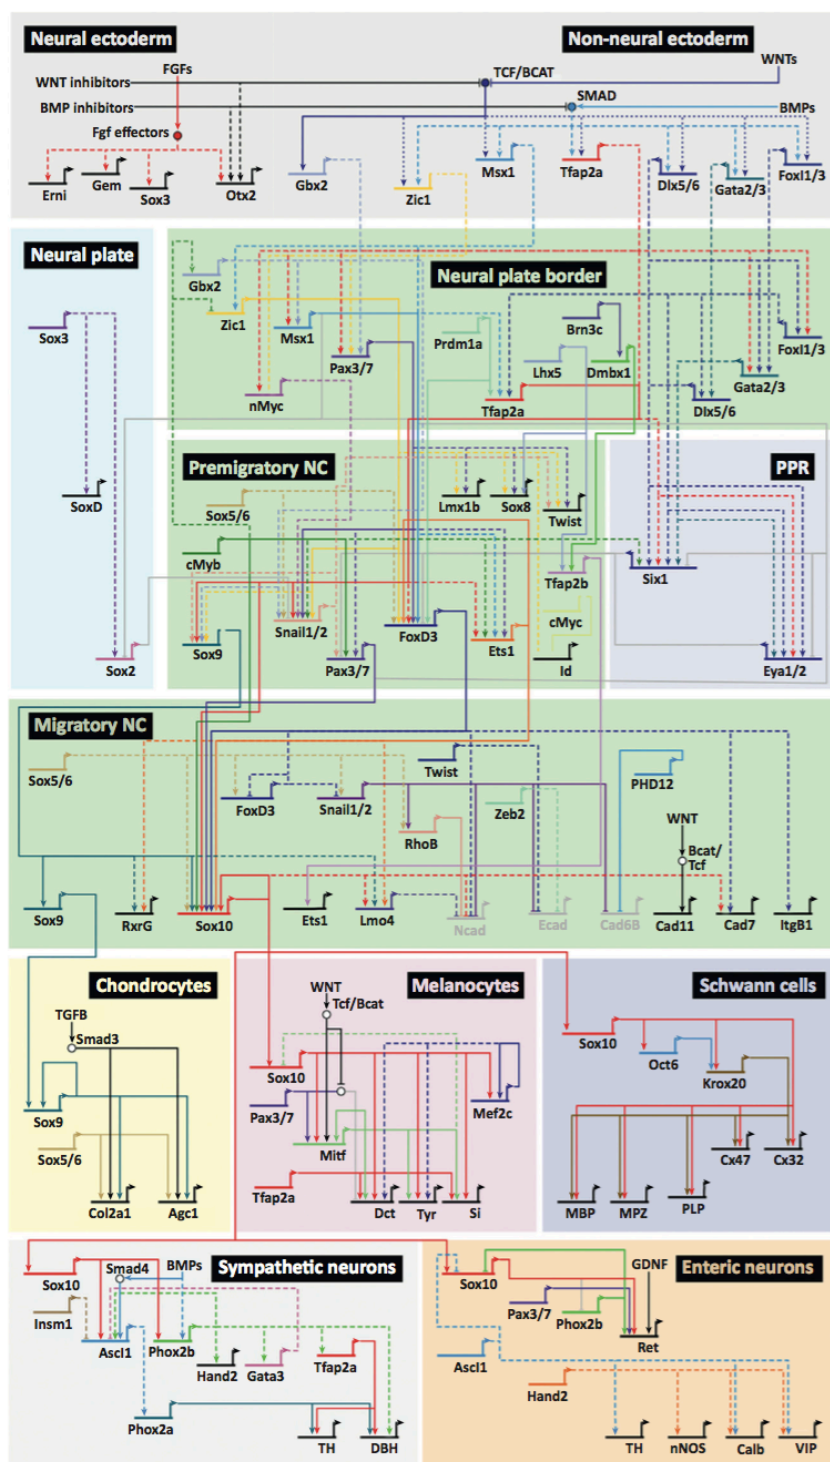 Neural ectoderm
Non-neural ectoderm
FGFs
WNTs
WNT inhibitors
TCF/BCAT
BMP inhibitors
SMAD
BMPs
Fgf effectors
Erni
Gem
Sox3
Otx2
Gbx2
Zic1
Msx1
Tfap2a
Dlx5/6
Gata2/3
FoxI1/3
Neural plate
Neural plate border
Gbx2
Sox3
Zic1
Msx1
Pax3/7
nMyc
Prdm1a
Brn3c
Lhx5
Dmbx1
Tfap2a
FoxI1/3
Gata2/3
Dlx5/6
Premigratory NC
PPR
SoxD
Sox5/6
Lmx1b
Sox8
Twist
cMyb
Tfap2b
Six1
cMyc
Snail1/2
FoxD3
Ets1
Sox9
Pax3/7
Id
Sox2
Eya1/2
Migratory NC
Sox5/6
Twist
PHD12
FoxD3
Snail1/2
Zeb2
RhoB
WNT
Bcat/
Tcf
Sox9
RxrG
Sox10
Ets1
Lmo4
Ncad
Ecad
Cad6B
Cad11
Cad7
ItgB1
Chondrocytes
Melanocytes
Schwann cells
TGFB
Smad3
WNT
Tcf/Bcat
Sox10
Oct6
Krox20
Sox10
Sox9
Pax3/7
Mef2c
Sox5/6
Mitf
Cx47
Cx32
Tfap2a
Col2a1
Agc1
Dct
Tyr
Si
MBP
MPZ
PLP
Sympathetic neurons
Enteric neurons
Sox10
Smad4
BMPs
Sox10
GDNF
Insm1
Pax3/7
Phox2b
Ascl1
Phox2b
Hand2
Gata3
Tfap2a
Ret
Ascl1
Hand2
Phox2a
TH
DBH
TH
nNOS
Calb
VIP